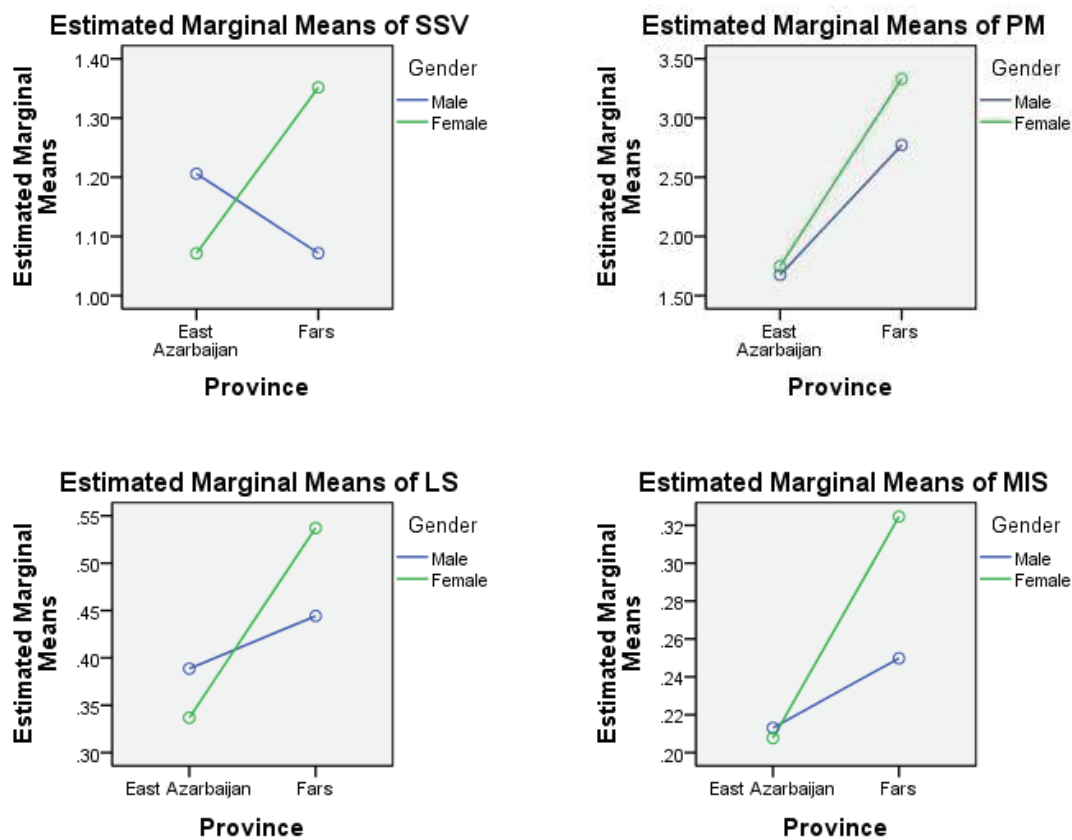 Estimated Marginal Means of SSV
Estimated Marginal
Means
1.40
1.30
1.20
1.10
1.00
East
Azarbaijan
Fars
Province
Gender
Male
Female
Estimated Marginal Means of PM
Estimated Marginal
Means
3.50
3.00
2.50
2.00
1.50
East
Azarbaijan
Fars
Province
Gender
Male
Female
Estimated Marginal Means of LS
Estimated Marginal
Means
.55
.50
.45
.40
.35
.30
East Azarbaijan
Fars
Province
Gender
Male
Female
Estimated Marginal Means of MIS
Estimated Marginal
Means
.32
.30
.28
.26
.24
.22
.20
East Azarbaijan
Fars
Province
Gender
Male
Female